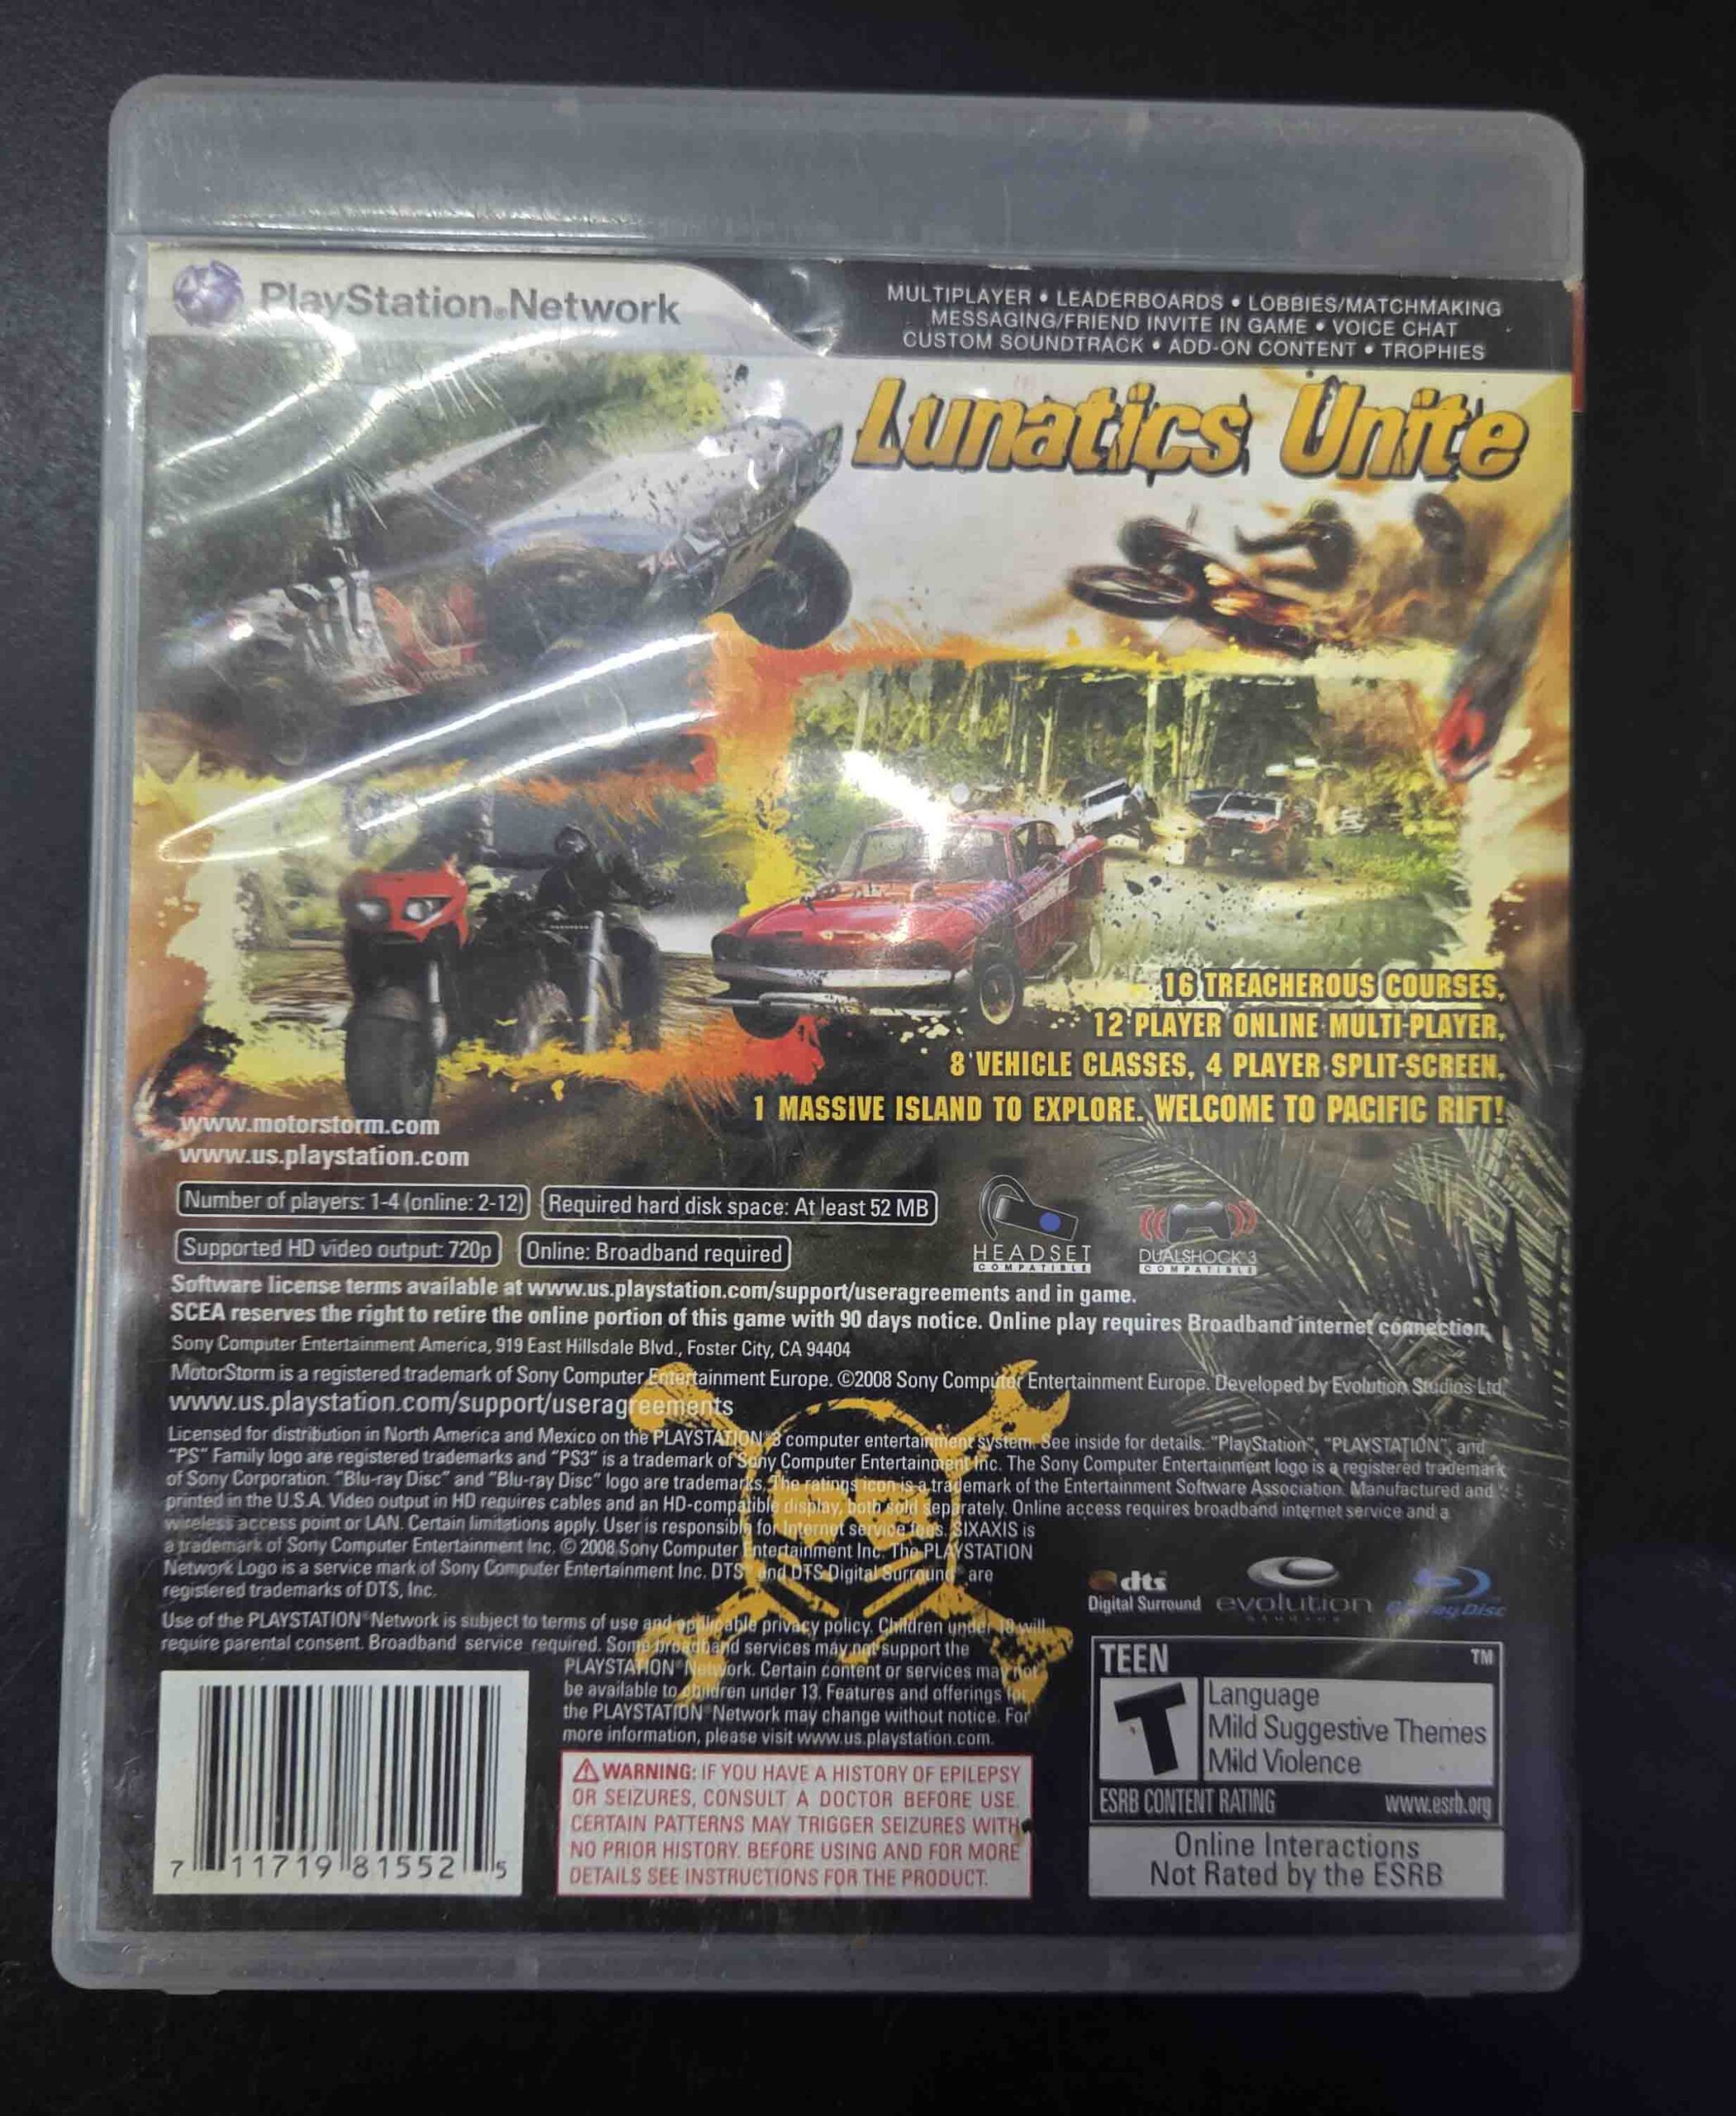 PlayStation®Network
MULTIPLAYER • LEADERBOARDS • LOBBIES/MATCHMAKING
MESSAGING/FRIEND INVITE IN GAME • VOICE CHAT
CUSTOM SOUNDTRACK • ADD-ON CONTENT • TROPHIES
Lunatics Unite
16 TREACHEROUS COURSES,
12 PLAYER ONLINE MULTI-PLAYER,
8 VEHICLE CLASSES, 4 PLAYER SPLIT-SCREEN,
1 MASSIVE ISLAND TO EXPLORE. WELCOME TO PACIFIC RIFT!
www.motorstorm.com
www.us.playstation.com
Number of players: 1-4 (online: 2-12) Required hard disk space: At least 52 MB
Supported HD video output: 720p Online: Broadband required
HEADSET
COMPATIBLE
DUALSHOCK®3
COMPATIBLE
Software license terms available at www.us.playstation.com/support/useragreements and in game.
SCEA reserves the right to retire the online portion of this game with 90 days notice. Online play requires Broadband internet connection.
Sony Computer Entertainment America, 919 East Hillsdale Blvd., Foster City, CA 94404
MotorStorm is a registered trademark of Sony Computer Entertainment Europe. ©2008 Sony Computer Entertainment Europe. Developed by Evolution Studios Ltd.
www.us.playstation.com/support/useragreements
Licensed for distribution in North America and Mexico on the PLAYSTATION®3 computer entertainment system. See inside for details. "PlayStation", "PLAYSTATION", and
"PS" Family logo are registered trademarks and "PS3" is a trademark of Sony Computer Entertainment Inc. The Sony Computer Entertainment logo is a registered trademark
of Sony Corporation. "Blu-ray Disc" and "Blu-ray Disc" logo are trademarks. The ratings icon is a trademark of the Entertainment Software Association. Manufactured and
printed in the U.S.A. Video output in HD requires cables and an HD-compatible display, both sold separately. Online access requires broadband internet service and a
wireless access point or LAN. Certain limitations apply. User is responsible for Internet service fees. SIXAXIS is
a trademark of Sony Computer Entertainment Inc. © 2008 Sony Computer Entertainment Inc. The PLAYSTATION
Network Logo is a service mark of Sony Computer Entertainment Inc. DTS® and DTS Digital Surround® are
registered trademarks of DTS, Inc.
Use of the PLAYSTATION®Network is subject to terms of use and applicable privacy policy. Children under 18 will
require parental consent. Broadband service required. Some broadband services may not support the
PLAYSTATION®Network. Certain content or services may not
be available to children under 13. Features and offerings for
the PLAYSTATION®Network may change without notice. For
more information, please visit www.us.playstation.com.
dts
Digital Surround
evolution
STUDIOS
Blu-ray Disc
7 11719 81552 5
WARNING: IF YOU HAVE A HISTORY OF EPILEPSY
OR SEIZURES, CONSULT A DOCTOR BEFORE USE.
CERTAIN PATTERNS MAY TRIGGER SEIZURES WITH
NO PRIOR HISTORY. BEFORE USING AND FOR MORE
DETAILS SEE INSTRUCTIONS FOR THE PRODUCT.
TEEN TM
T
Language
Mild Suggestive Themes
Mild Violence
ESRB CONTENT RATING www.esrb.org
Online Interactions
Not Rated by the ESRB